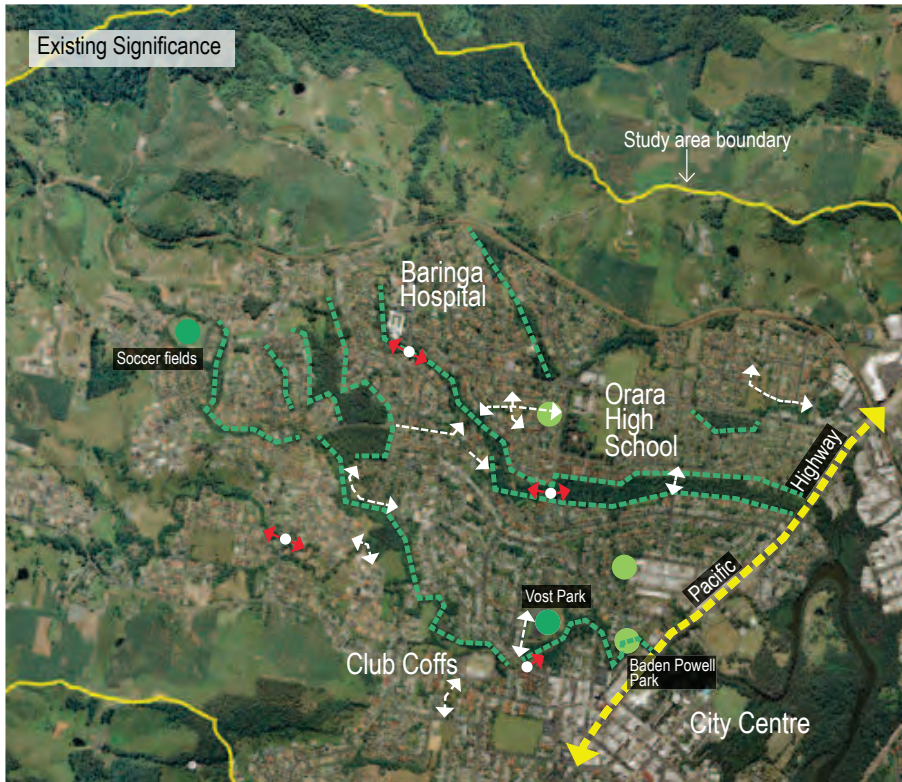 Existing Significance
Study area boundary
Baringa
Hospital
Soccer fields
Orara
High
School
Highway
Pacific
Vost Park
Club Coffs
Baden Powell
Park
City Centre